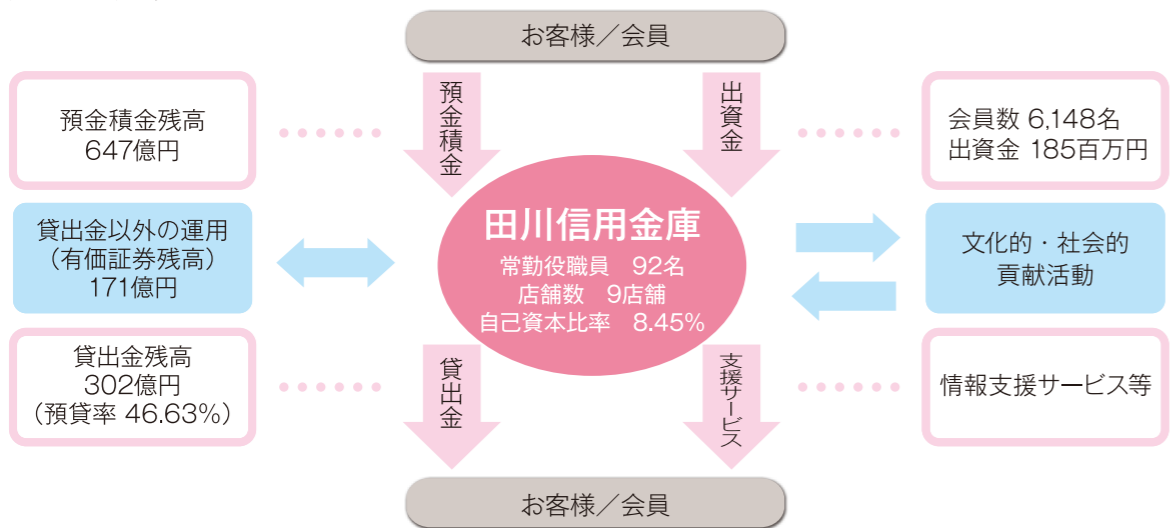 お客様／会員
預金積金残高
647億円
預金積金
出資金
会員数 6,148名
出資金 185百万円
貸出金以外の運用
（有価証券残高）
171億円
田川信用金庫
常勤役職員　92名
店舗数　9店舗
自己資本比率　8.45%
文化的・社会的
貢献活動
貸出金残高
302億円
（預貸率 46.63%）
貸出金
支援サービス
情報支援サービス等
お客様／会員